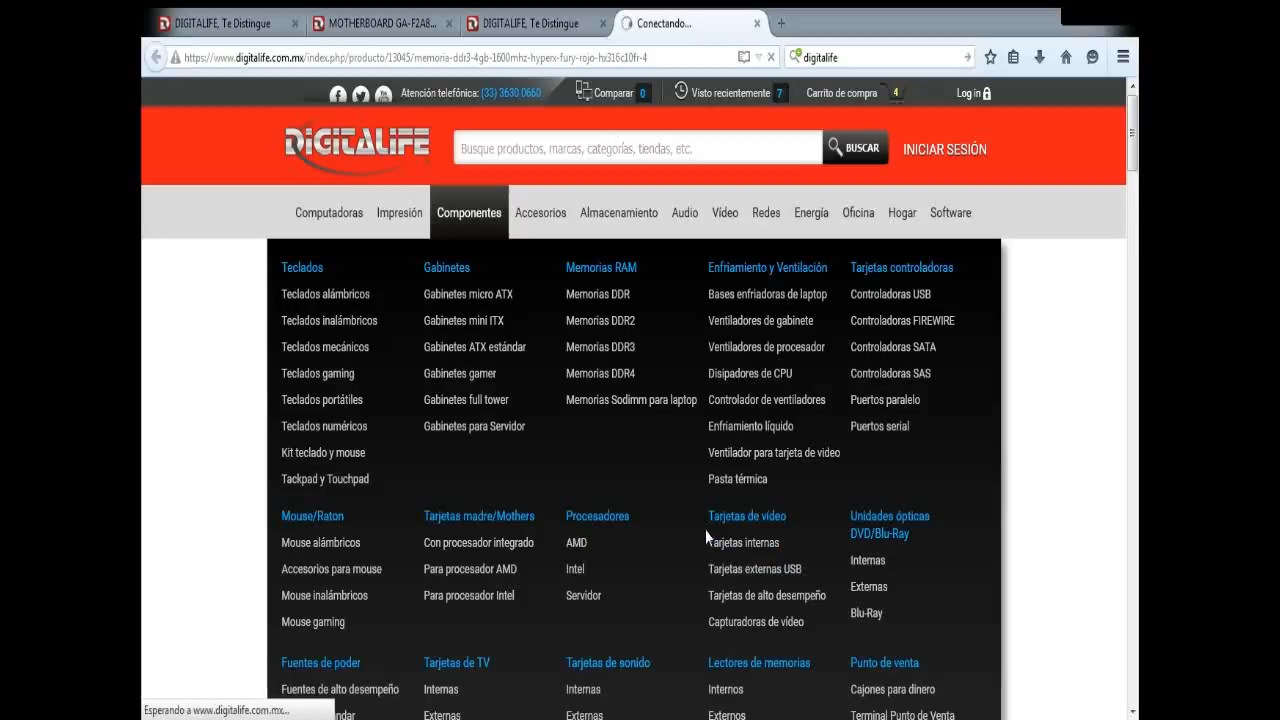 DIGITALIFE, Te Distingue
MOTHERBOARD GA-F2A8...
DIGITALIFE, Te Distingue
Conectando...
https://www.digitalife.com.mx/index.php/producto/13045/memoria-ddr3-4gb-1600mhz-hyperx-fury-rojo-hx316c10fr-4
digitalife
Atención telefónica: (33) 3630 0660
Comparar 0
Visto recientemente 7
Carrito de compra 4
Log in
DIGITALIFE
Busque productos, marcas, categorías, tiendas, etc.
BUSCAR
INICIAR SESIÓN
Computadoras Impresión Componentes Accesorios Almacenamiento Audio Vídeo Redes Energía Oficina Hogar Software
Teclados
Teclados alámbricos
Teclados inalámbricos
Teclados mecánicos
Teclados gaming
Teclados portátiles
Teclados numéricos
Kit teclado y mouse
Tackpad y Touchpad
Gabinetes
Gabinetes micro ATX
Gabinetes mini ITX
Gabinetes ATX estándar
Gabinetes gamer
Gabinetes full tower
Gabinetes para Servidor
Memorias RAM
Memorias DDR
Memorias DDR2
Memorias DDR3
Memorias DDR4
Memorias Sodimm para laptop
Enfriamiento y Ventilación
Bases enfriadoras de laptop
Ventiladores de gabinete
Ventiladores de procesador
Disipadores de CPU
Controlador de ventiladores
Enfriamiento líquido
Ventilador para tarjeta de video
Pasta térmica
Tarjetas controladoras
Controladoras USB
Controladoras FIREWIRE
Controladoras SATA
Controladoras SAS
Puertos paralelo
Puertos serial
Mouse/Raton
Mouse alámbricos
Accesorios para mouse
Mouse inalámbricos
Mouse gaming
Tarjetas madre/Mothers
Con procesador integrado
Para procesador AMD
Para procesador Intel
Procesadores
AMD
Intel
Servidor
Tarjetas de vídeo
Tarjetas internas
Tarjetas externas USB
Tarjetas de alto desempeño
Capturadoras de vídeo
Unidades ópticas
DVD/Blu-Ray
Internas
Externas
Blu-Ray
Fuentes de poder
Fuentes de alto desempeño
Tarjetas de TV
Internas
Externas
Tarjetas de sonido
Internas
Externas
Lectores de memorias
Internos
Externos
Punto de venta
Cajones para dinero
Terminal Punto de Venta
Esperando a www.digitalife.com.mx...